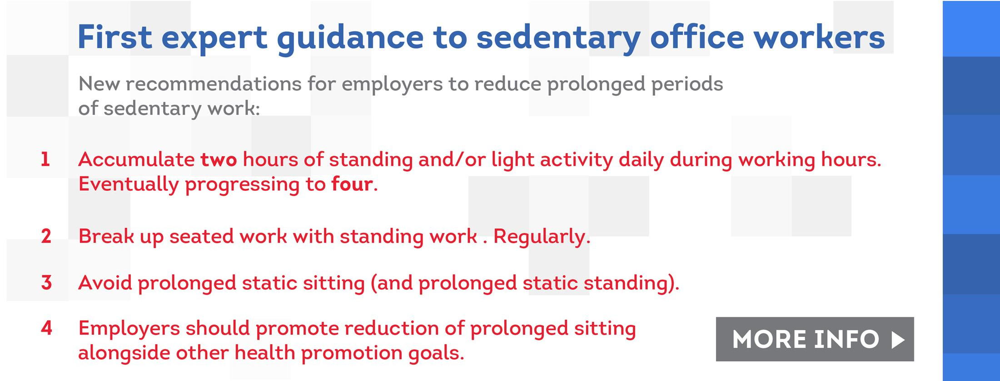 First expert guidance to sedentary office workers
New recommendations for employers to reduce prolonged periods
of sedentary work:
1 Accumulate two hours of standing and/or light activity daily during working hours.
Eventually progressing to four.
2 Break up seated work with standing work . Regularly.
3 Avoid prolonged static sitting (and prolonged static standing).
4 Employers should promote reduction of prolonged sitting
alongside other health promotion goals.
MORE INFO